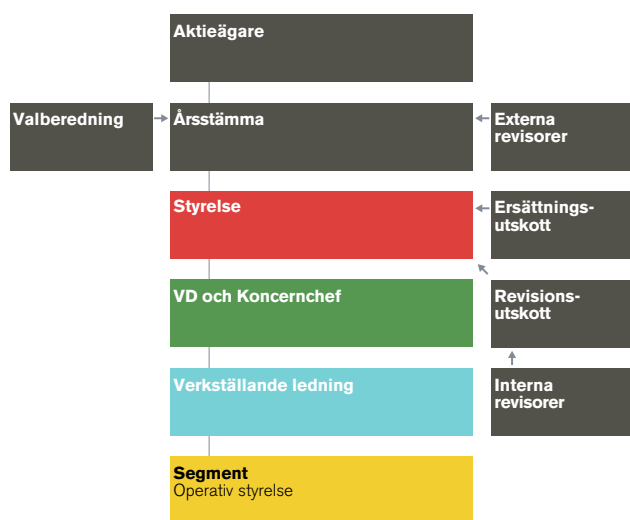 Aktieägare
Valberedning
Årsstämma
Externa
revisorer
Styrelse
Ersättnings-
utskott
VD och Koncernchef
Revisions-
utskott
Verkställande ledning
Interna
revisorer
Segment
Operativ styrelse